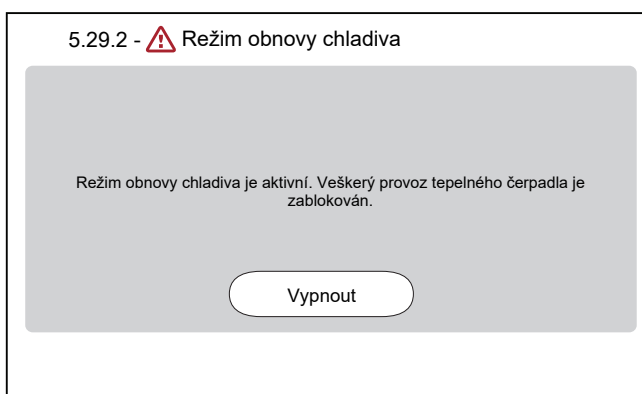 5.29.2 - Režim obnovy chladiva
Režim obnovy chladiva je aktivní. Veškerý provoz tepelného čerpadla je
zablokován.
Vypnout